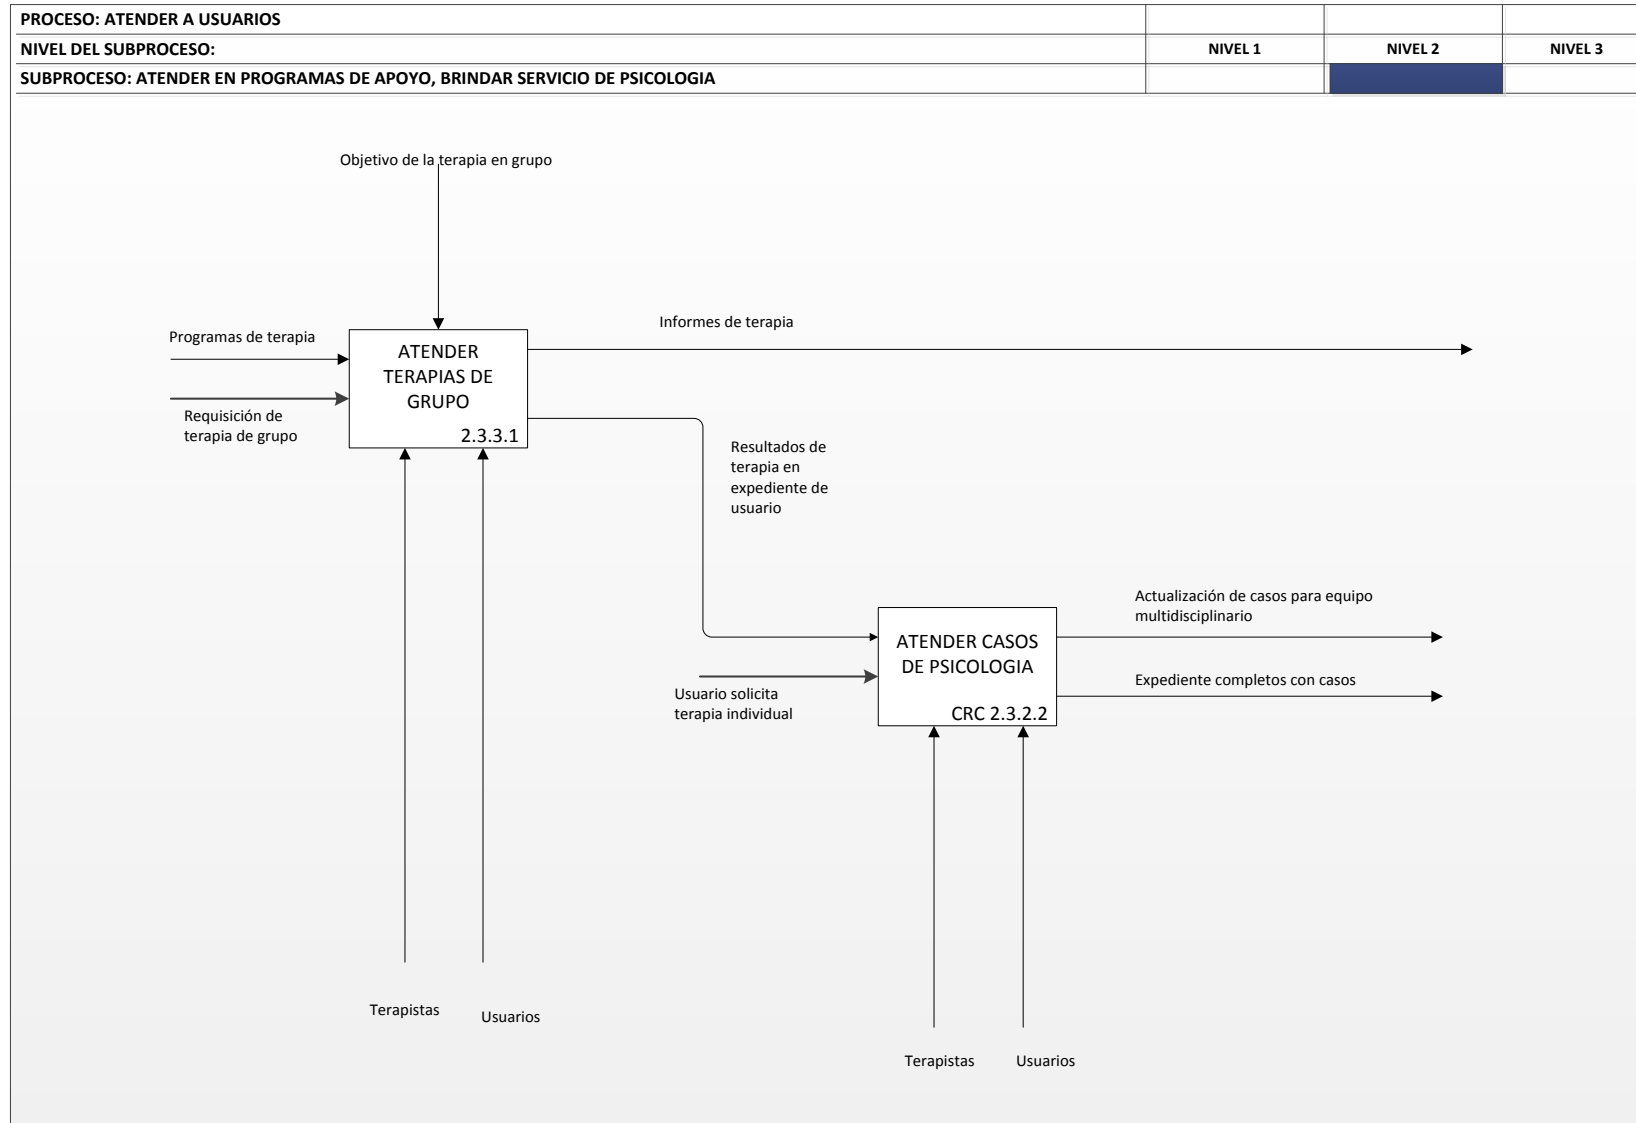 PROCESO: ATENDER A USUARIOS
NIVEL DEL SUBPROCESO: NIVEL 1 NIVEL 2 NIVEL 3
SUBPROCESO: ATENDER EN PROGRAMAS DE APOYO, BRINDAR SERVICIO DE PSICOLOGIA
Objetivo de la terapia en grupo
Programas de terapia
Requisición de
terapia de grupo
ATENDER
TERAPIAS DE
GRUPO
2.3.3.1
Informes de terapia
Resultados de
terapia en
expediente de
usuario
Usuario solicita
terapia individual
ATENDER CASOS
DE PSICOLOGIA
CRC 2.3.2.2
Actualización de casos para equipo
multidisciplinario
Expediente completos con casos
Terapistas
Usuarios
Terapistas
Usuarios